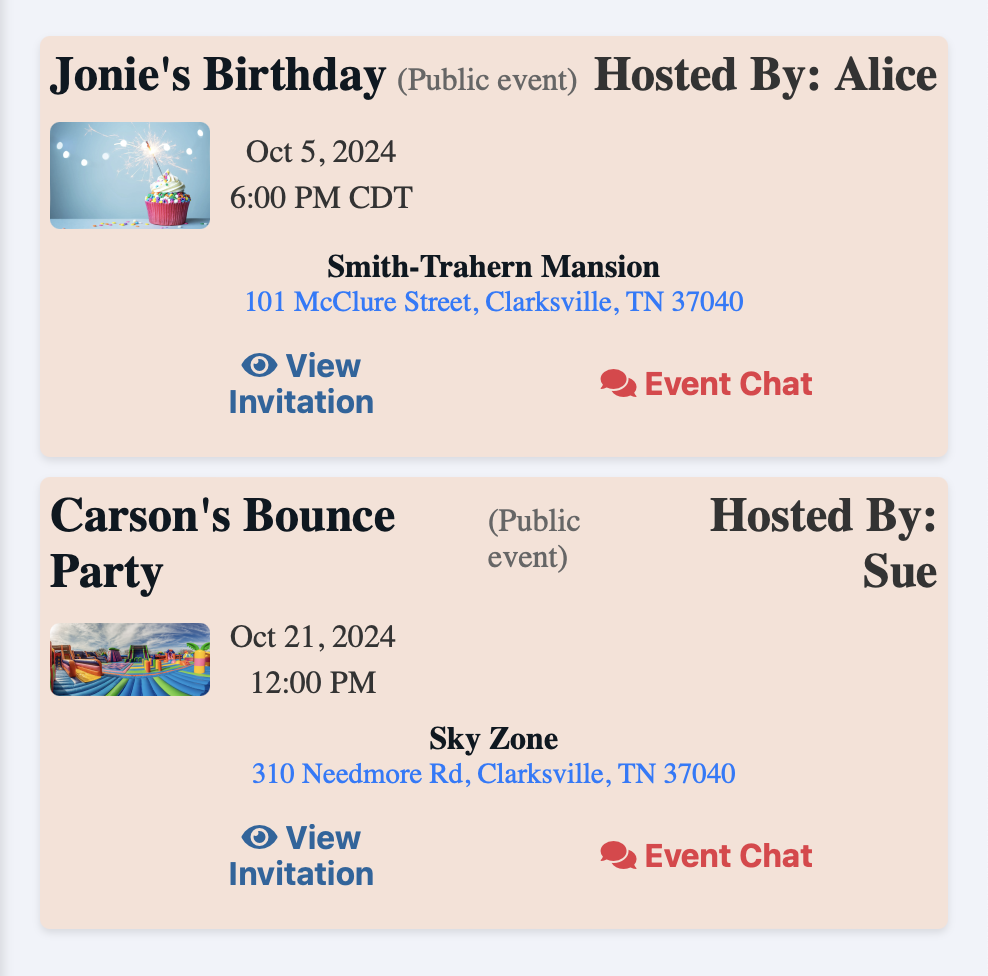 Jonie's Birthday (Public event) Hosted By: Alice
Oct 5, 2024
6:00 PM CDT
Smith-Trahern Mansion
101 McClure Street, Clarksville, TN 37040
View
Invitation
Event Chat
Carson's Bounce
Party
(Public
event)
Hosted By:
Sue
Oct 21, 2024
12:00 PM
Sky Zone
310 Needmore Rd, Clarksville, TN 37040
View
Invitation
Event Chat